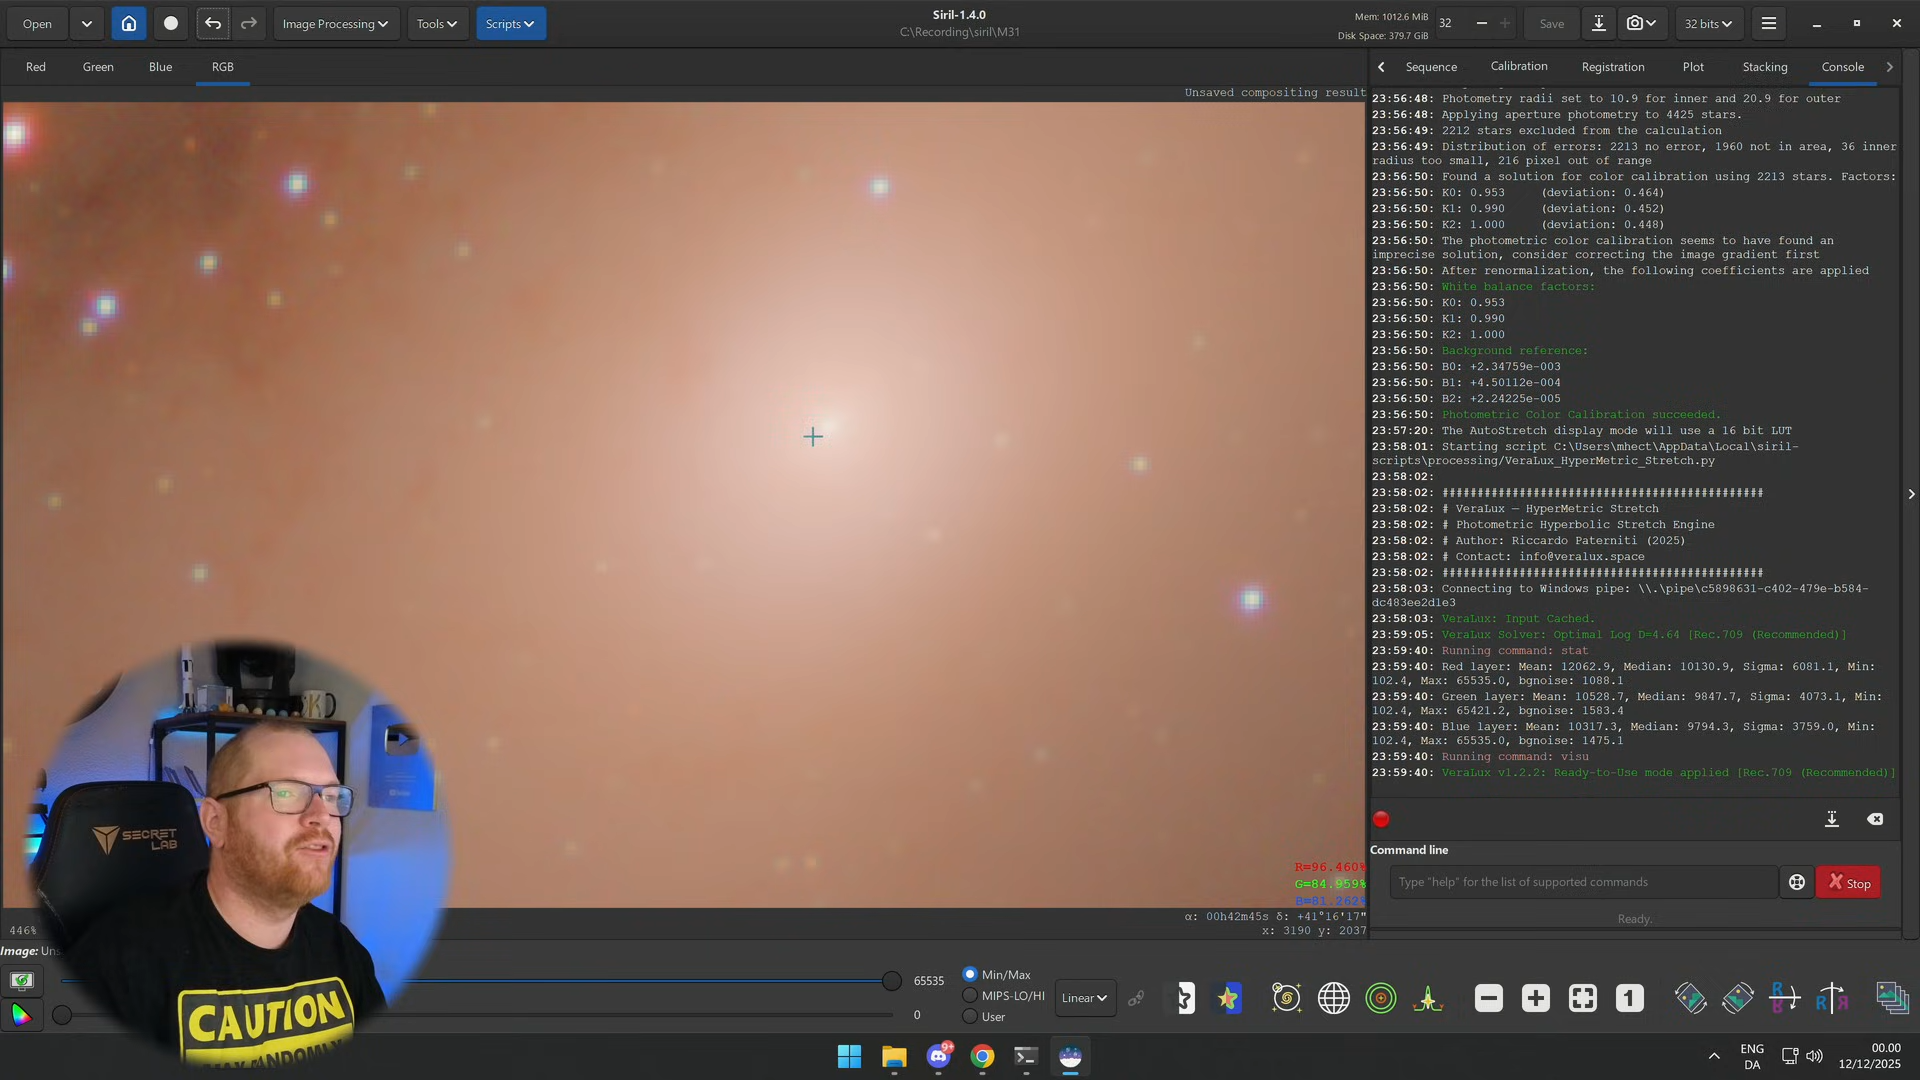 Open
Image Processing
Tools
Scripts
Siril-1.4.0
C:\Recording\siril\M31
Mem: 1012.6 MiB
Disk Space: 379.7 GiB
32
Save
32 bits
Red
Green
Blue
RGB
Sequence
Calibration
Registration
Plot
Stacking
Console
Unsaved compositing result
23:56:48: Photometry radii set to 10.9 for inner and 20.9 for outer
23:56:48: Applying aperture photometry to 4425 stars.
23:56:49: 2212 stars excluded from the calculation
23:56:49: Distribution of errors: 2213 no error, 1960 not in area, 36 inner
radius too small, 216 pixel out of range
23:56:50: Found a solution for color calibration using 2213 stars. Factors:
23:56:50: K0: 0.953 (deviation: 0.464)
23:56:50: K1: 0.990 (deviation: 0.452)
23:56:50: K2: 1.000 (deviation: 0.448)
23:56:50: The photometric color calibration seems to have found an
imprecise solution, consider correcting the image gradient first
23:56:50: After renormalization, the following coefficients are applied
23:56:50: White balance factors:
23:56:50: K0: 0.953
23:56:50: K1: 0.990
23:56:50: K2: 1.000
23:56:50: Background reference:
23:56:50: B0: +2.34759e-003
23:56:50: B1: +4.50112e-004
23:56:50: B2: +2.24225e-005
23:56:50: Photometric Color Calibration succeeded.
23:57:20: The AutoStretch display mode will use a 16 bit LUT
23:58:01: Starting script C:\Users\mhect\AppData\Local\siril-
scripts\processing/VeraLux_HyperMetric_Stretch.py
23:58:02:
23:58:02: ##############################################
23:58:02: # VeraLux — HyperMetric Stretch
23:58:02: # Photometric Hyperbolic Stretch Engine
23:58:02: # Author: Riccardo Paterniti (2025)
23:58:02: # Contact: info@veralux.space
23:58:02: ##############################################
23:58:03: Connecting to Windows pipe: \\.\pipe\c5898631-c402-479e-b584-
dc483ee2d1e3
23:58:03: VeraLux: Input Cached.
23:59:05: VeraLux Solver: Optimal Log D=4.64 [Rec.709 (Recommended)]
23:59:40: Running command: stat
23:59:40: Red layer: Mean: 12062.9, Median: 10130.9, Sigma: 6081.1, Min:
102.4, Max: 65535.0, bgnoise: 1088.1
23:59:40: Green layer: Mean: 10528.7, Median: 9847.7, Sigma: 4073.1, Min:
102.4, Max: 65421.2, bgnoise: 1583.4
23:59:40: Blue layer: Mean: 10317.3, Median: 9794.3, Sigma: 3759.0, Min:
102.4, Max: 65535.0, bgnoise: 1475.1
23:59:40: Running command: visu
23:59:40: VeraLux v1.2.2: Ready-to-Use mode applied [Rec.709 (Recommended)]
Command line
Type "help" for the list of supported commands
Stop
Ready.
R=96.460%
G=84.959%
B=81.262%
α: 00h42m45s δ: +41°16'17"
x: 3190 y: 2037
446%
Image: Uns
65535
0
Min/Max
MIPS-LO/HI
User
Linear
1
SECRET
LAB
CAUTION
9+
ENG
DA
00.00
12/12/2025